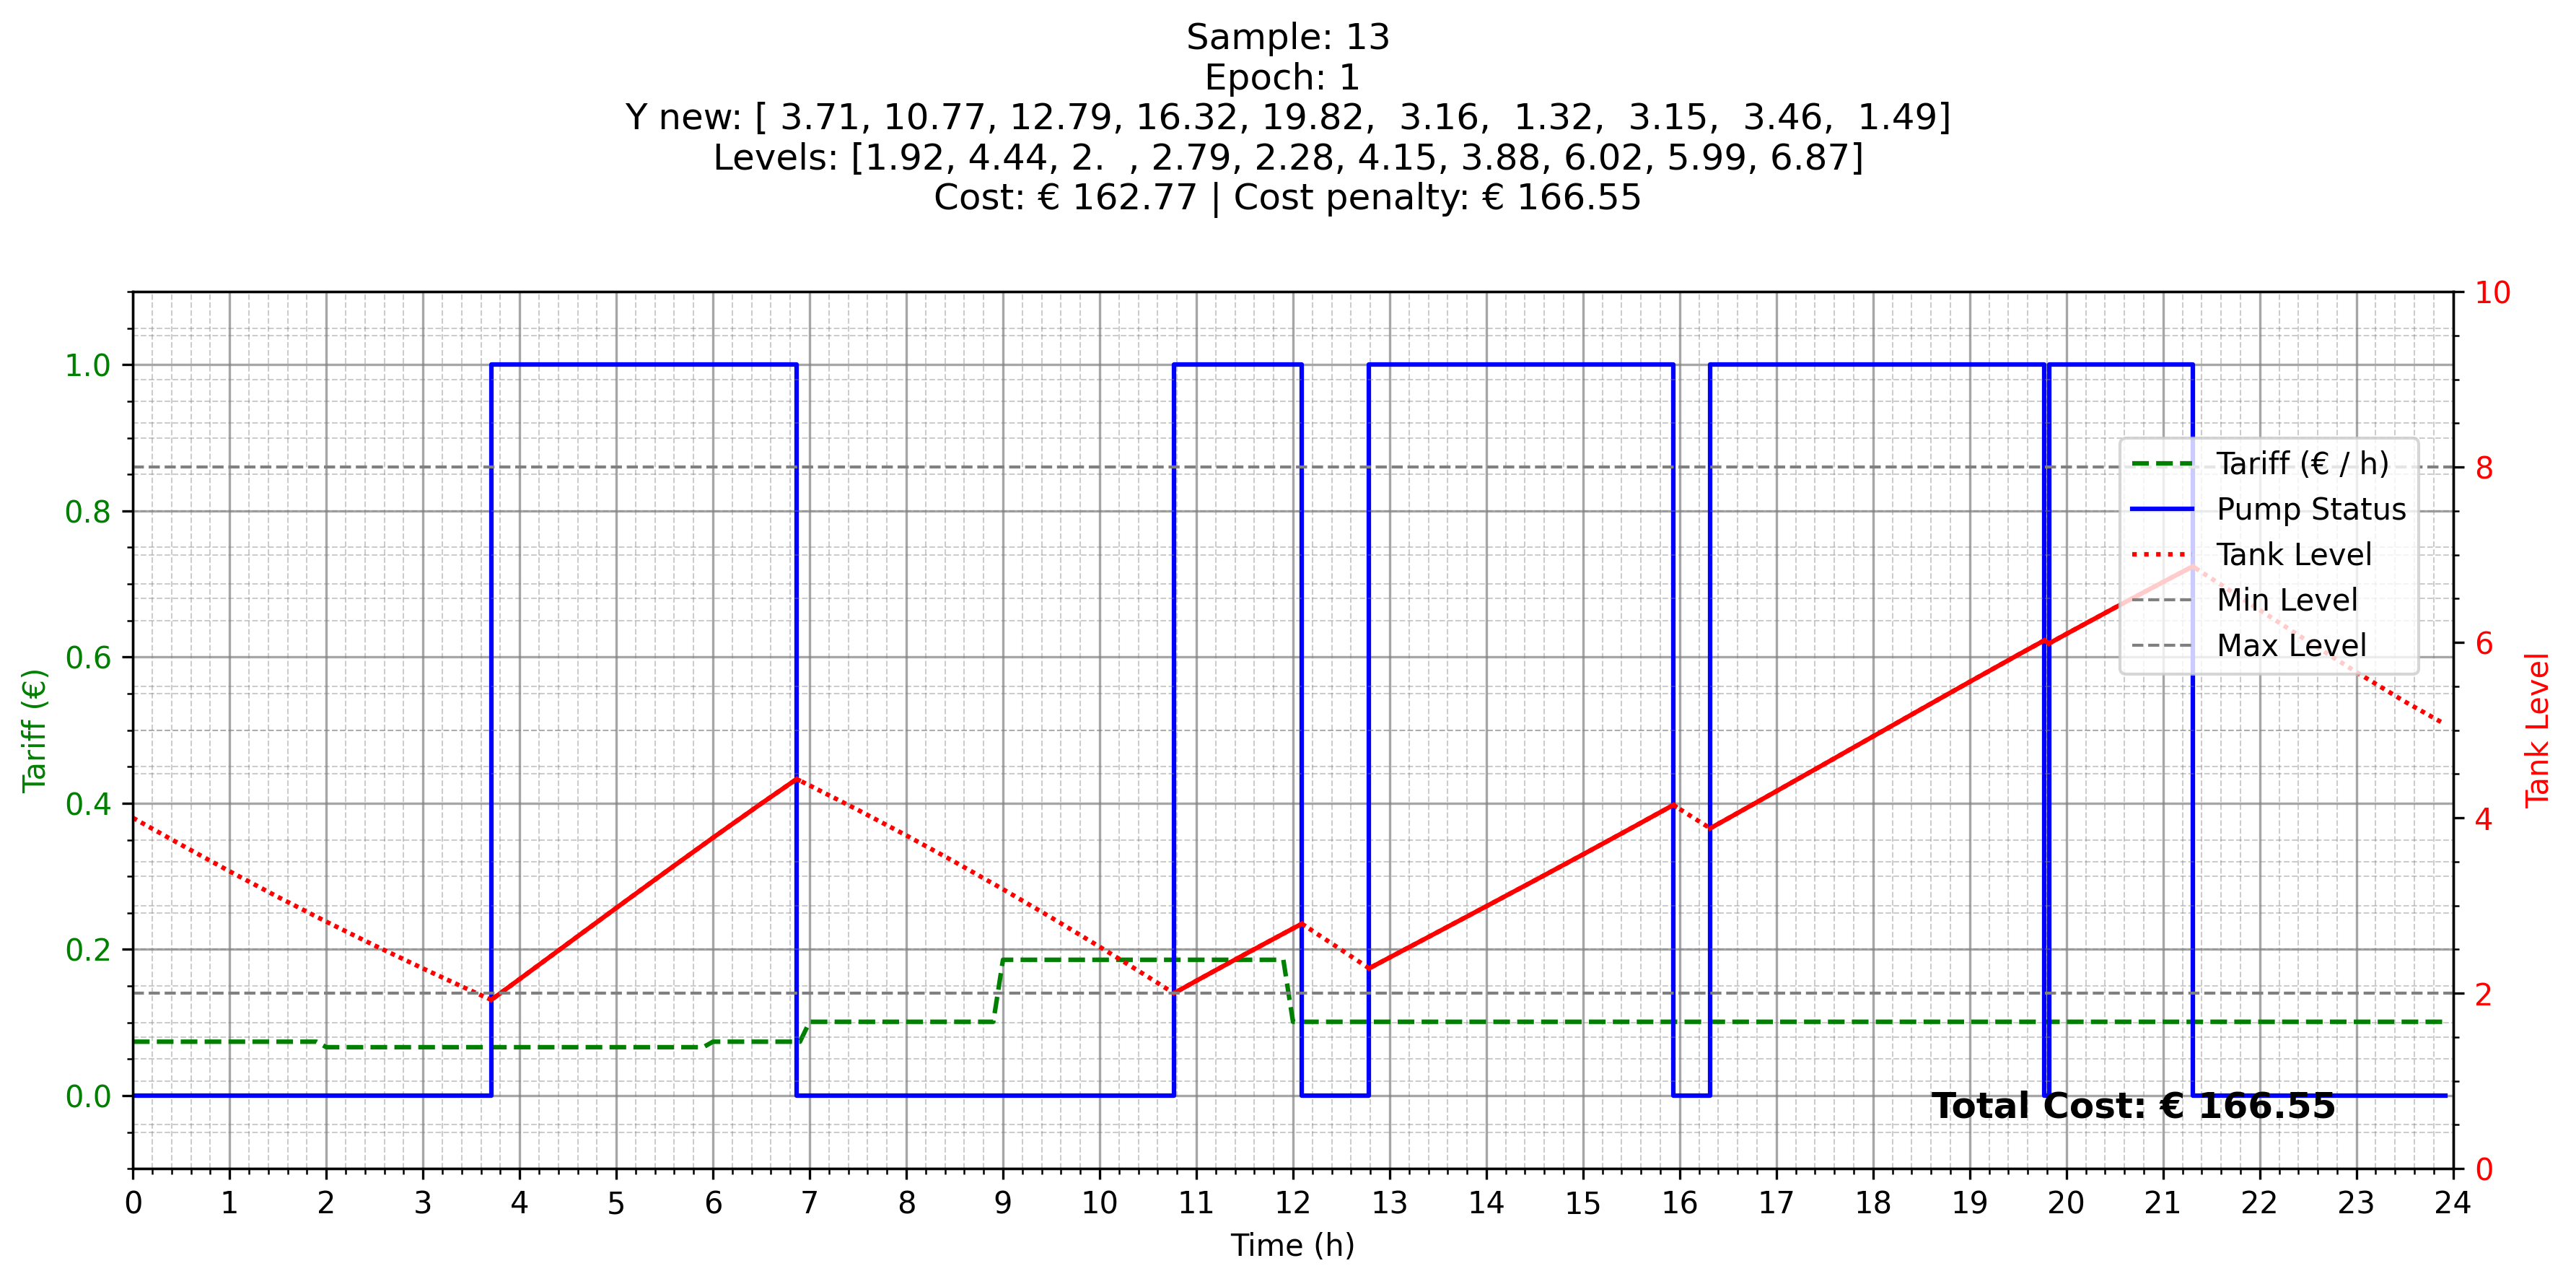 Sample: 13
Epoch: 1
Y new: [ 3.71, 10.77, 12.79, 16.32, 19.82,  3.16,  1.32,  3.15,  3.46,  1.49]
Levels: [1.92, 4.44, 2.  , 2.79, 2.28, 4.15, 3.88, 6.02, 5.99, 6.87]
Cost: € 162.77 | Cost penalty: € 166.55
1.0
0.8
0.6
0.4
0.2
0.0
Tariff (€)
10
8
6
4
2
0
Tank Level
Tariff (€ / h)
Pump Status
Tank Level
Min Level
Max Level
Total Cost: € 166.55
0 1 2 3 4 5 6 7 8 9 10 11 12 13 14 15 16 17 18 19 20 21 22 23 24
Time (h)